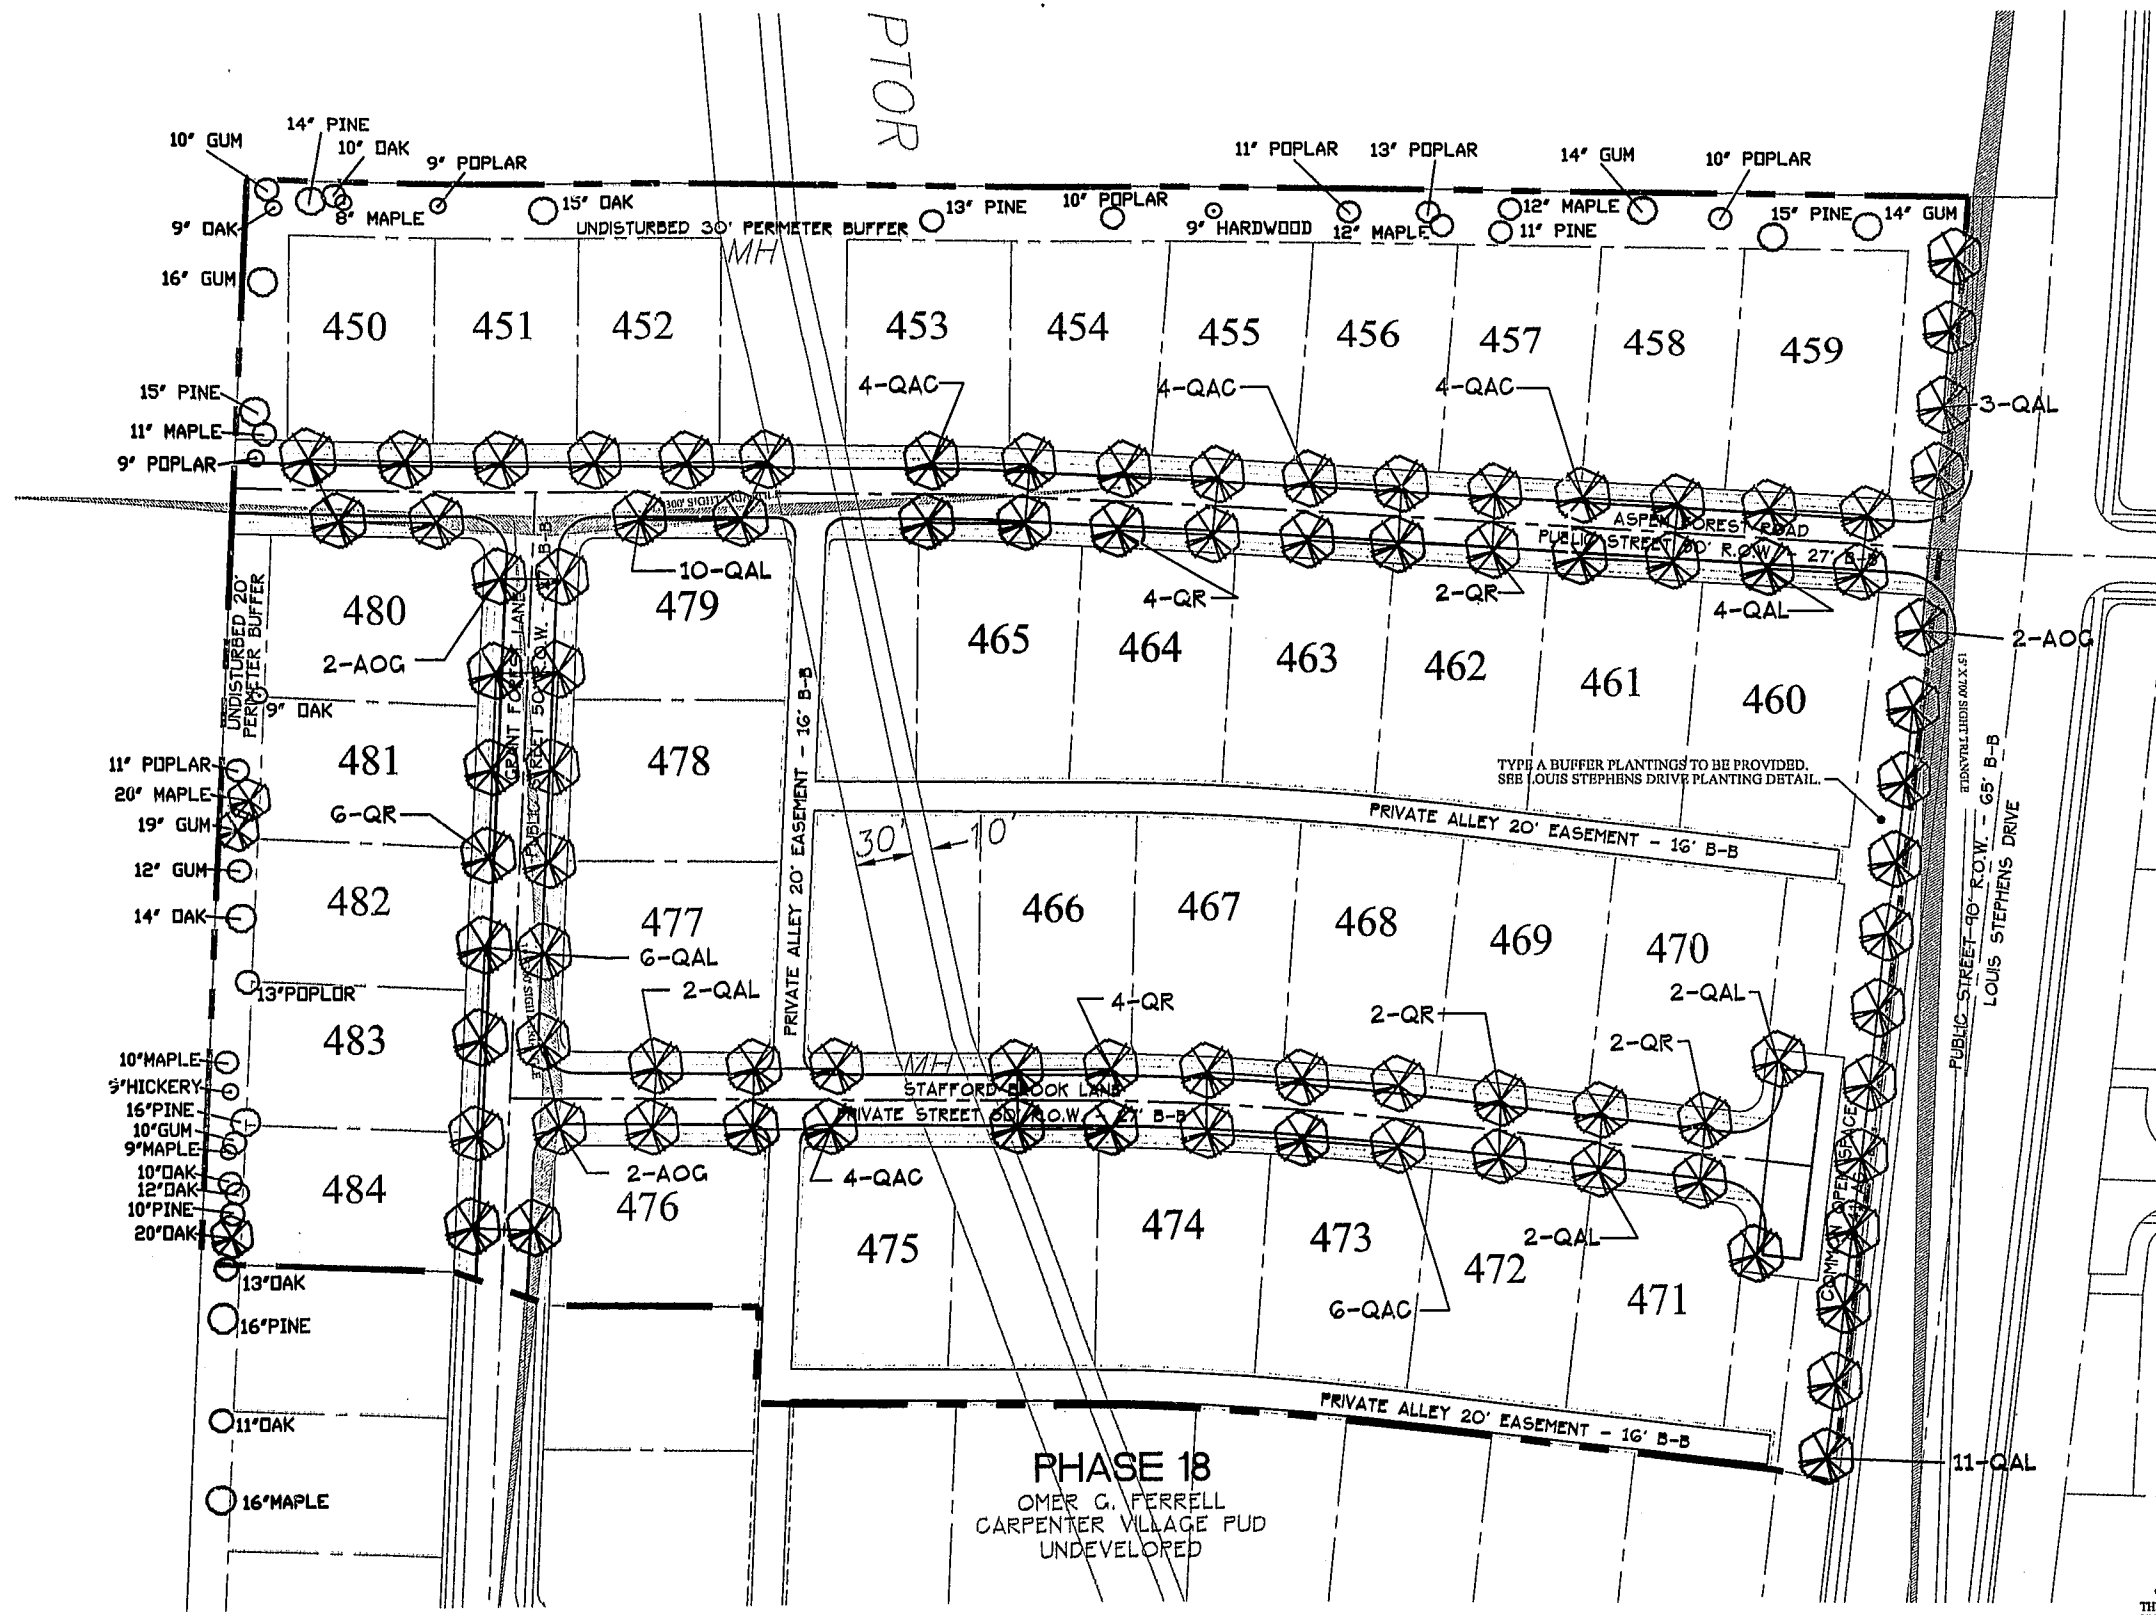 PTOR
14" PINE
10" GUM
10" OAK
9" POPLAR
11" POPLAR
13" POPLAR
14" GUM
10" POPLAR
9" OAK
8" MAPLE
15" OAK
UNDISTURBED 30' PERIMETER BUFFER
13" PINE
10" POPLAR
9" HARDWOOD
12" MAPLE
12" MAPLE
11" PINE
15" PINE
14" GUM
MH
16" GUM
450
451
452
453
454
455
456
457
458
459
4-QAC
4-QAC
4-QAC
3-QAL
15" PINE
11" MAPLE
9" POPLAR
ASPEN FOREST ROAD
PUBLIC STREET 50' R.O.W. - 27' B-B
10-QAL
4-QR
2-QR
4-QAL
2-AOG
480
479
2-AOG
465
464
463
462
461
460
UNDISTURBED 20'
PERIMETER BUFFER
GRANT FOREST LANE
PUBLIC STREET 50' R.O.W. - 27' B-B
9" OAK
481
478
PRIVATE ALLEY 20' EASEMENT - 16' B-B
15' X 700' SIGHT TRIANGLE
TYPE A BUFFER PLANTINGS TO BE PROVIDED.
SEE LOUIS STEPHENS DRIVE PLANTING DETAIL.
11" POPLAR
20" MAPLE
19" GUM
12" GUM
14" OAK
6-QR
PRIVATE ALLEY 20' EASEMENT - 16' B-B
30'
10'
482
477
466
467
468
469
470
6-QAL
2-QAL
4-QR
2-QR
2-QR
2-QAL
PUBLIC STREET-90' R.O.W. - 65' B-B
LOUIS STEPHENS DRIVE
13"POPLOR
483
10"MAPLE
9"HICKERY
16"PINE
10"GUM
9"MAPLE
10"OAK
12"OAK
10"PINE
20"OAK
MH
STAFFORD BROOK LANE
PRIVATE STREET 50' R.O.W. - 27' B-B
COMMON OPEN SPACE
2-AOG
4-QAC
484
476
475
474
473
472
471
2-QAL
6-QAC
13"OAK
16"PINE
11"OAK
16"MAPLE
PRIVATE ALLEY 20' EASEMENT - 16' B-B
11-QAL
PHASE 18
OMER G. FERRELL
CARPENTER VILLAGE PUD
UNDEVELOPED
TH